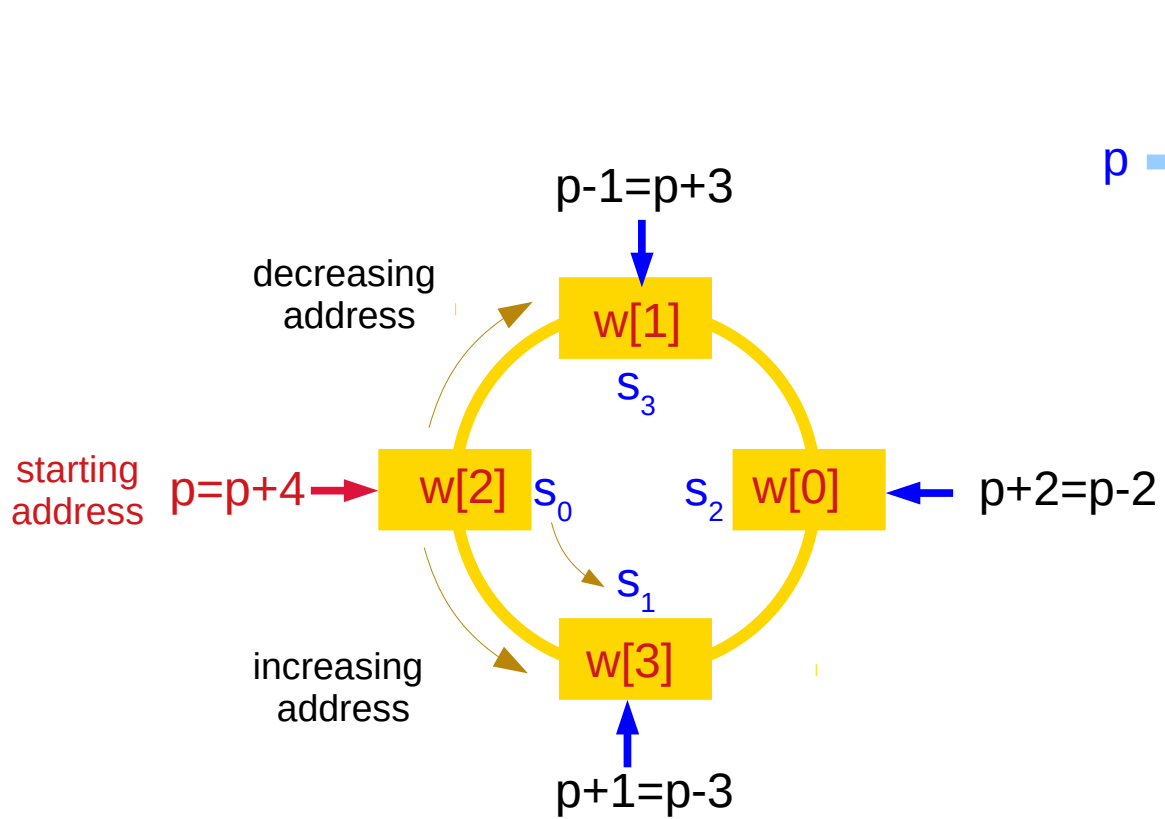 p
p-1=p+3
decreasing
address
w[1]
s3
starting
address
p=p+4
w[2]
s0
s2
w[0]
p+2=p-2
s1
w[3]
increasing
address
p+1=p-3